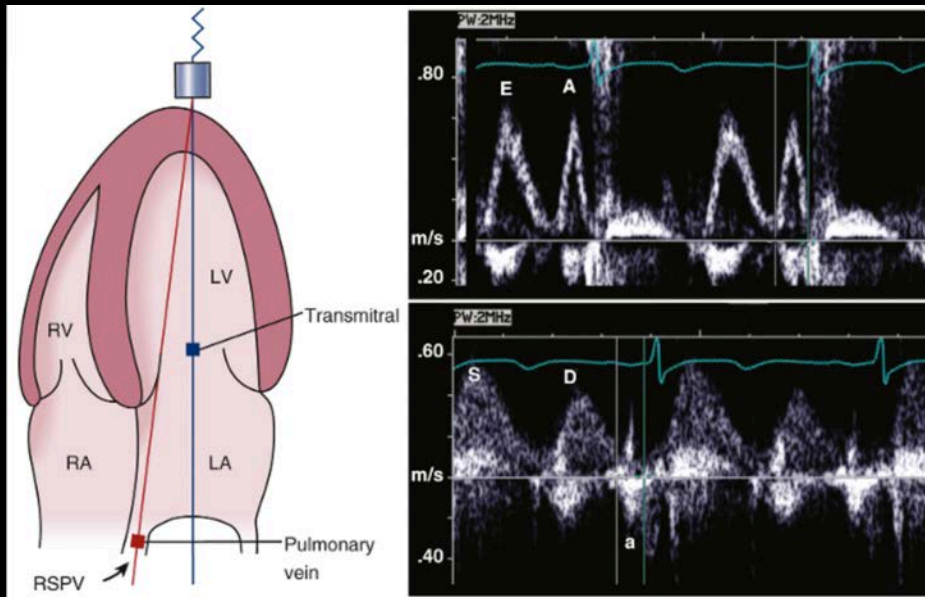 RV
LV
Transmitral
RA
LA
Pulmonary
vein
RSPV
PW:2MHz
.80
E
A
m/s
.20
PW:2MHz
.60
S
D
m/s
a
.40